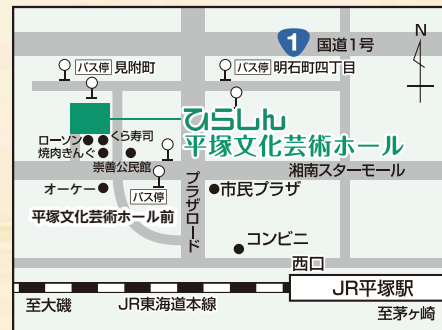 N
1 国道1号
バス停 見附町
バス停 明石町四丁目
ひらしん
平塚文化芸術ホール
ローソン
くら寿司
焼肉きんぐ
崇善公民館
湘南スターモール
オーケー
バス停
平塚文化芸術ホール前
プラザロード
市民プラザ
コンビニ
西口
JR平塚駅
至大磯
JR東海道本線
至茅ヶ崎